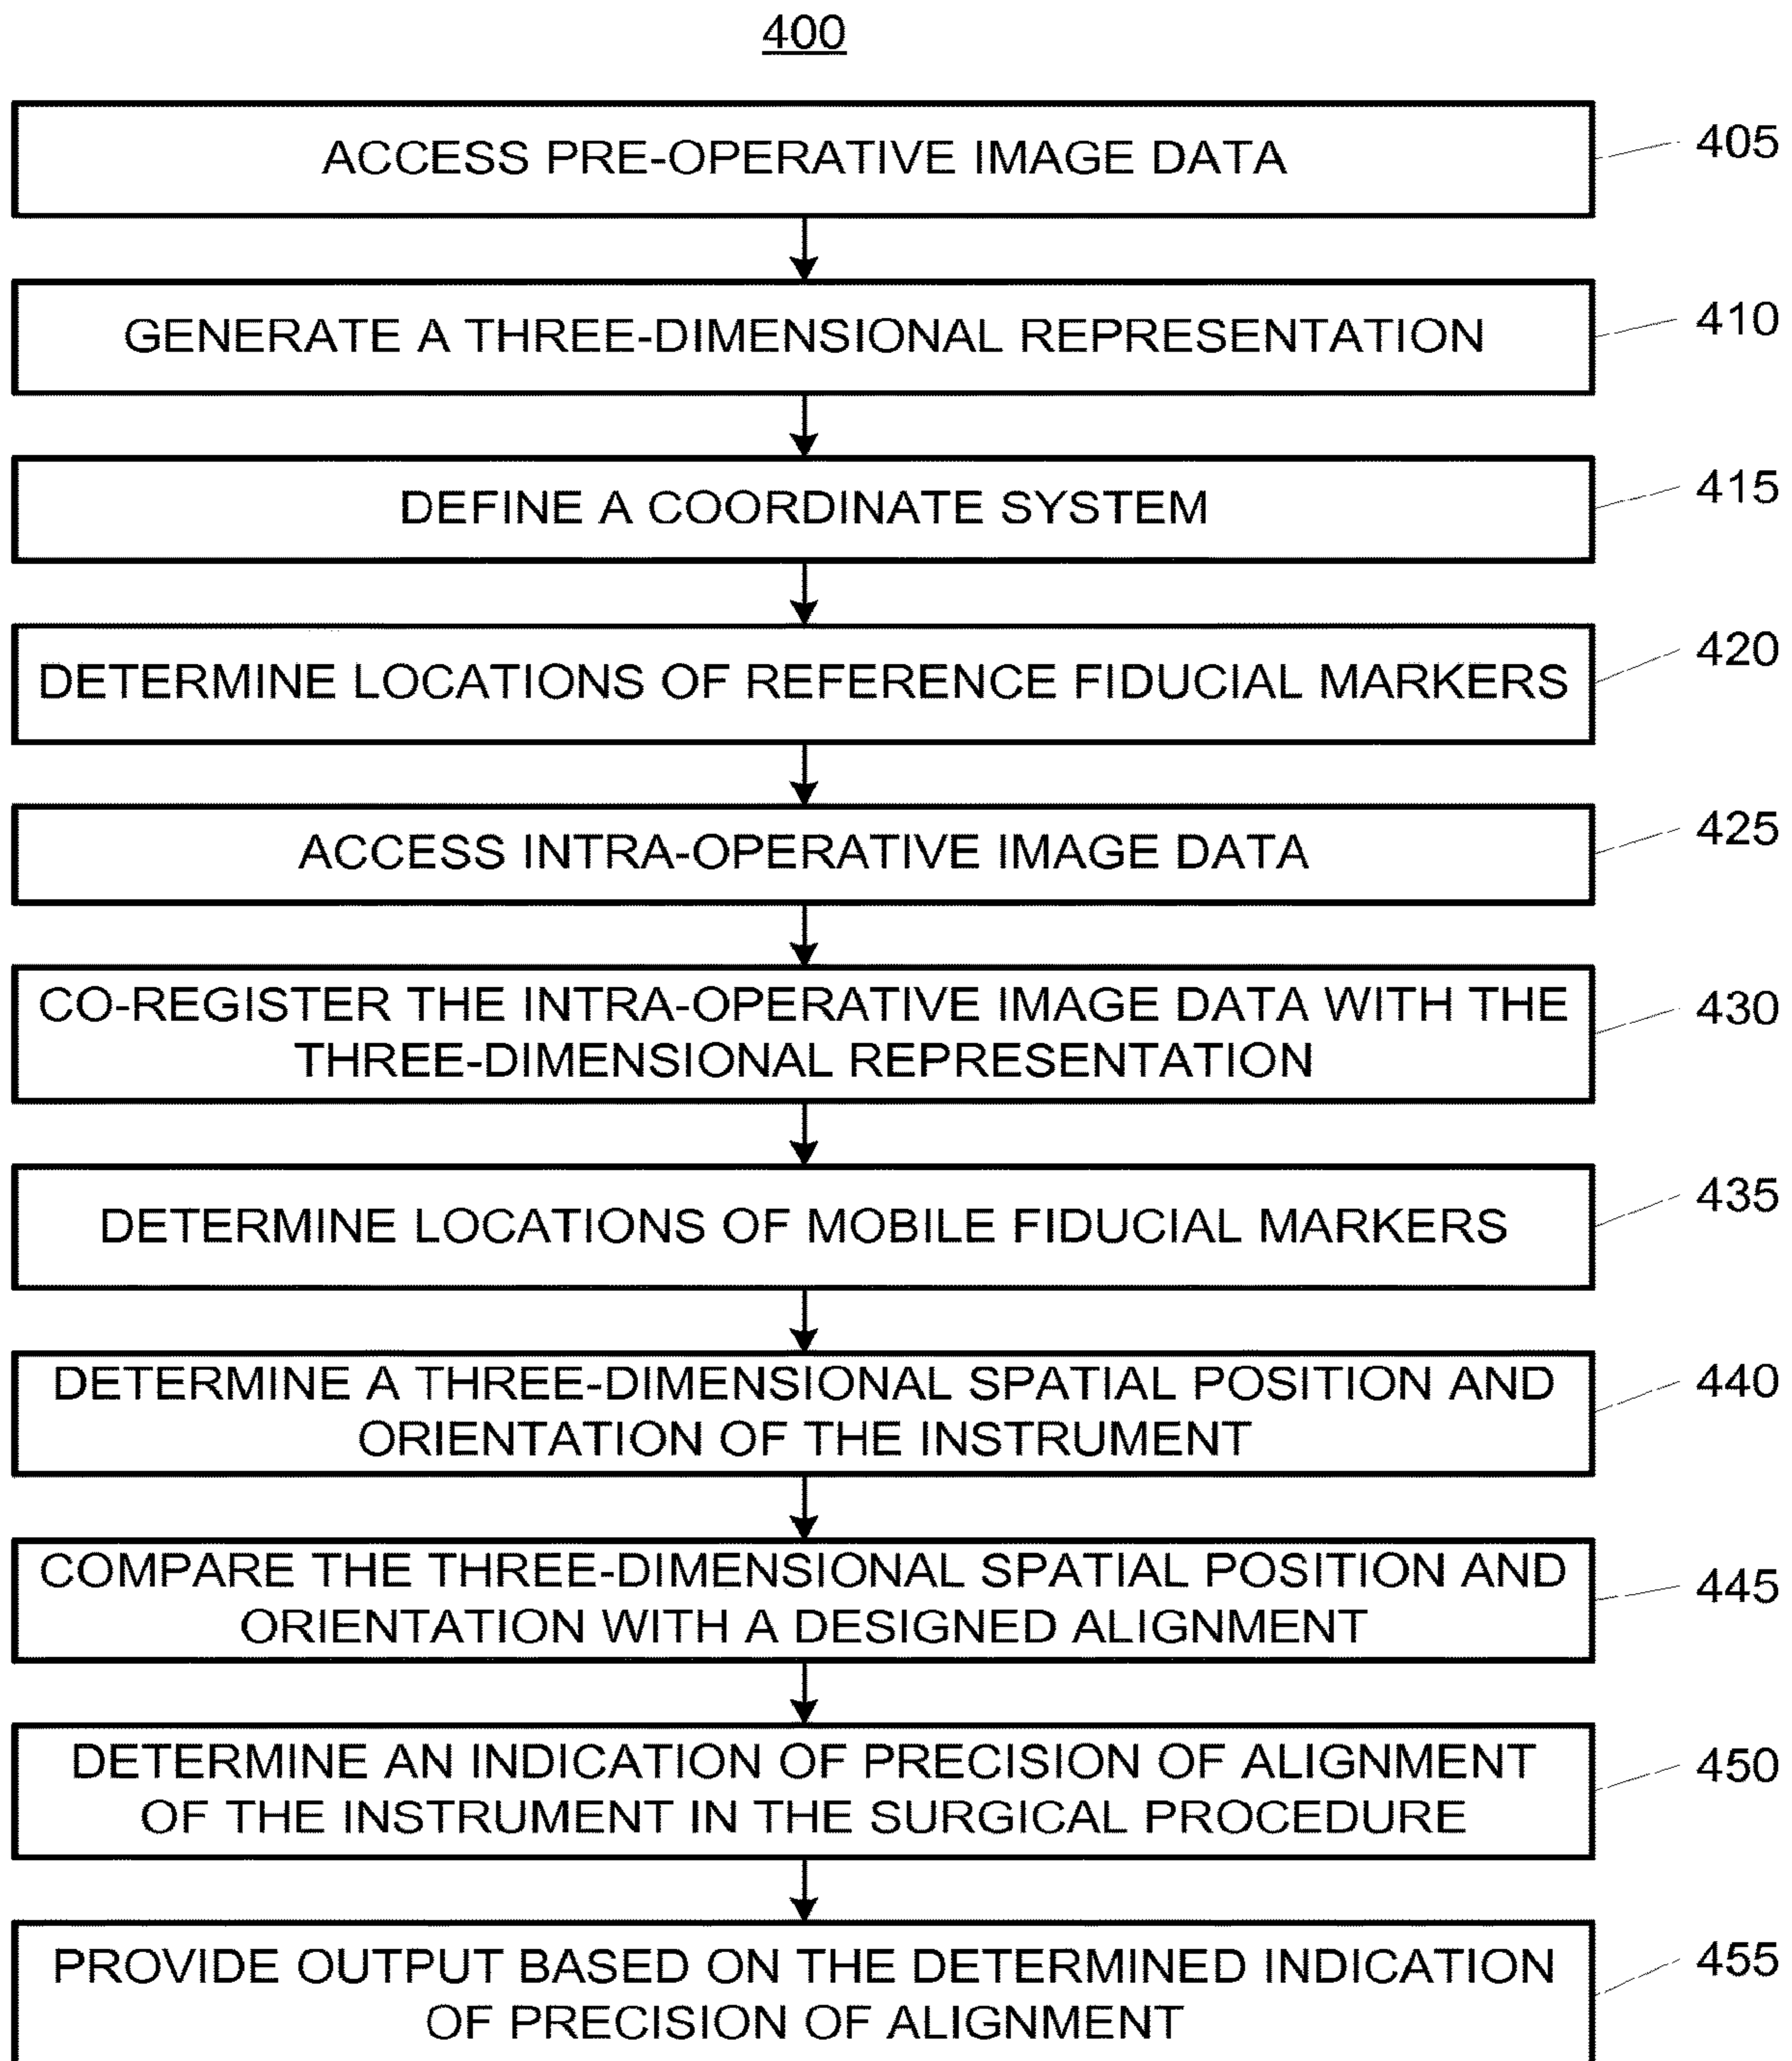 400
ACCESS PRE-OPERATIVE IMAGE DATA
405
GENERATE A THREE-DIMENSIONAL REPRESENTATION
410
DEFINE A COORDINATE SYSTEM
415
DETERMINE LOCATIONS OF REFERENCE FIDUCIAL MARKERS
420
ACCESS INTRA-OPERATIVE IMAGE DATA
425
CO-REGISTER THE INTRA-OPERATIVE IMAGE DATA WITH THE
THREE-DIMENSIONAL REPRESENTATION
430
DETERMINE LOCATIONS OF MOBILE FIDUCIAL MARKERS
435
DETERMINE A THREE-DIMENSIONAL SPATIAL POSITION AND
ORIENTATION OF THE INSTRUMENT
440
COMPARE THE THREE-DIMENSIONAL SPATIAL POSITION AND
ORIENTATION WITH A DESIGNED ALIGNMENT
445
DETERMINE AN INDICATION OF PRECISION OF ALIGNMENT
OF THE INSTRUMENT IN THE SURGICAL PROCEDURE
450
PROVIDE OUTPUT BASED ON THE DETERMINED INDICATION
OF PRECISION OF ALIGNMENT
455